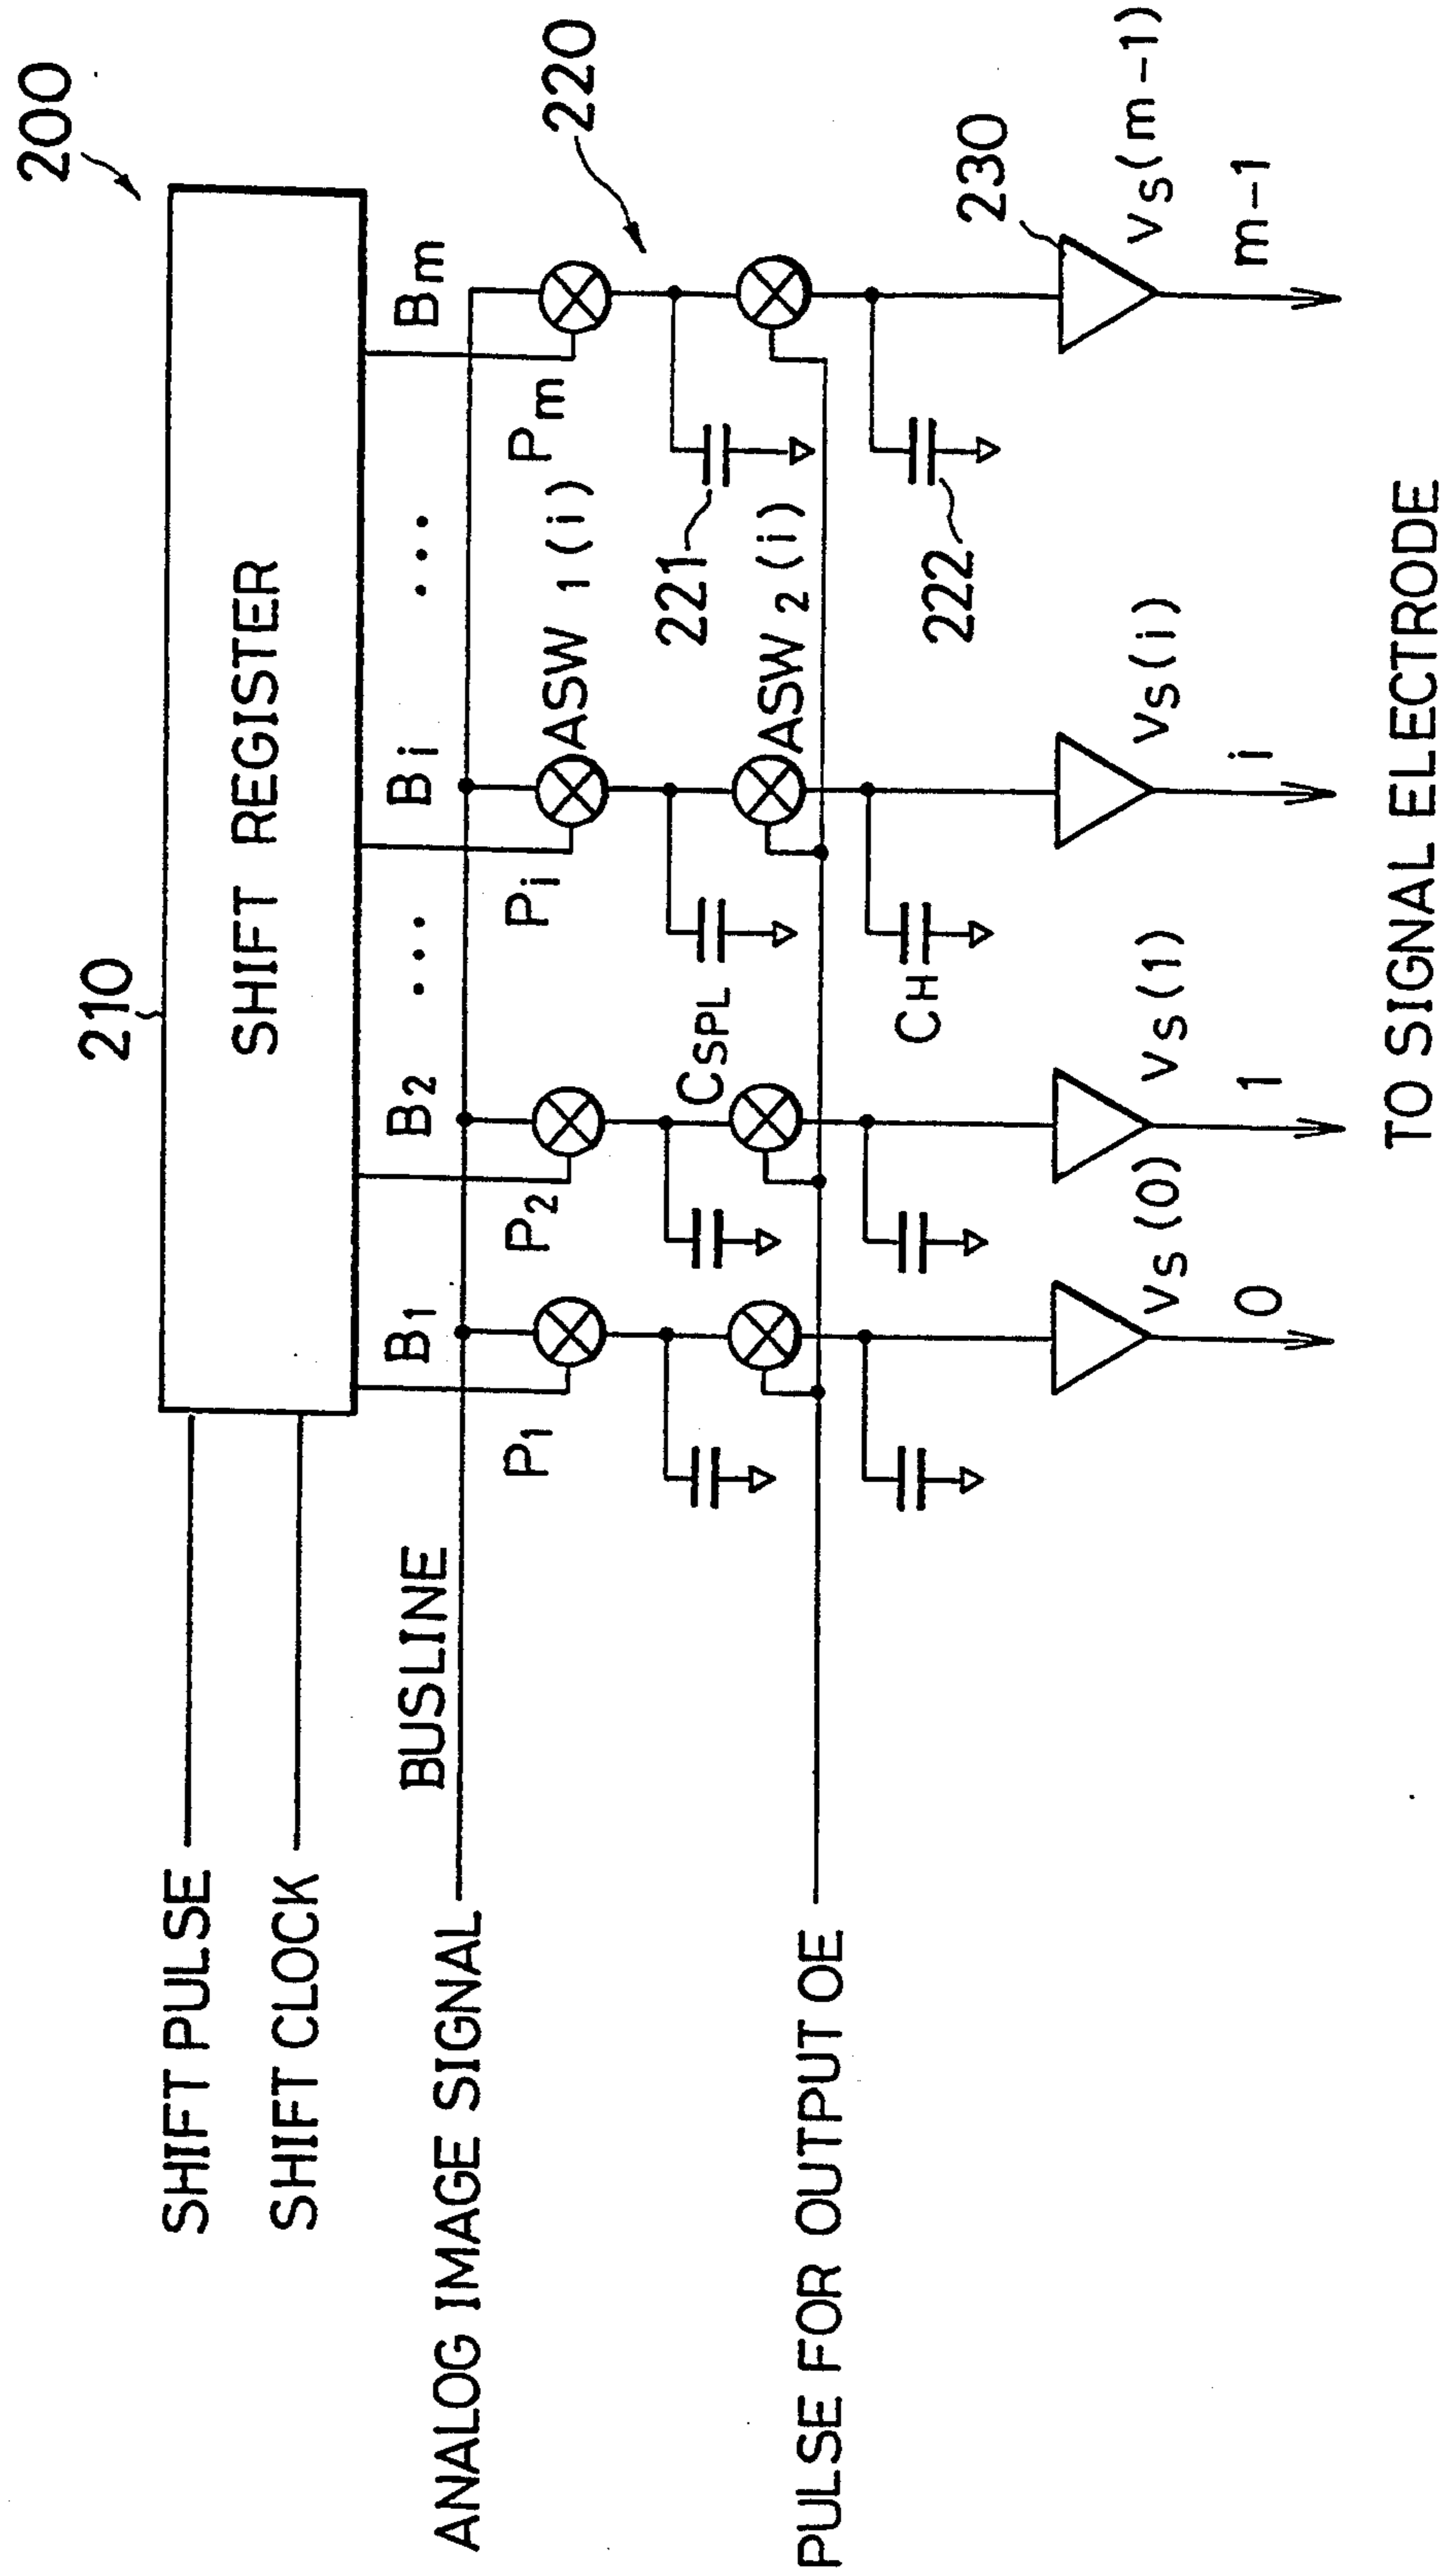 200
210
SHIFT REGISTER
SHIFT PULSE
SHIFT CLOCK
B1 B2 ... Bi ... Bm
BUSLINE
ANALOG IMAGE SIGNAL
220
P1 P2 Pi Pm
ASW 1 (i)
221
CSPL
ASW 2 (i)
PULSE FOR OUTPUT OE
222
CH
230
VS(0) VS(1) VS(i) VS(m-1)
0 1 i m-1
TO SIGNAL ELECTRODE